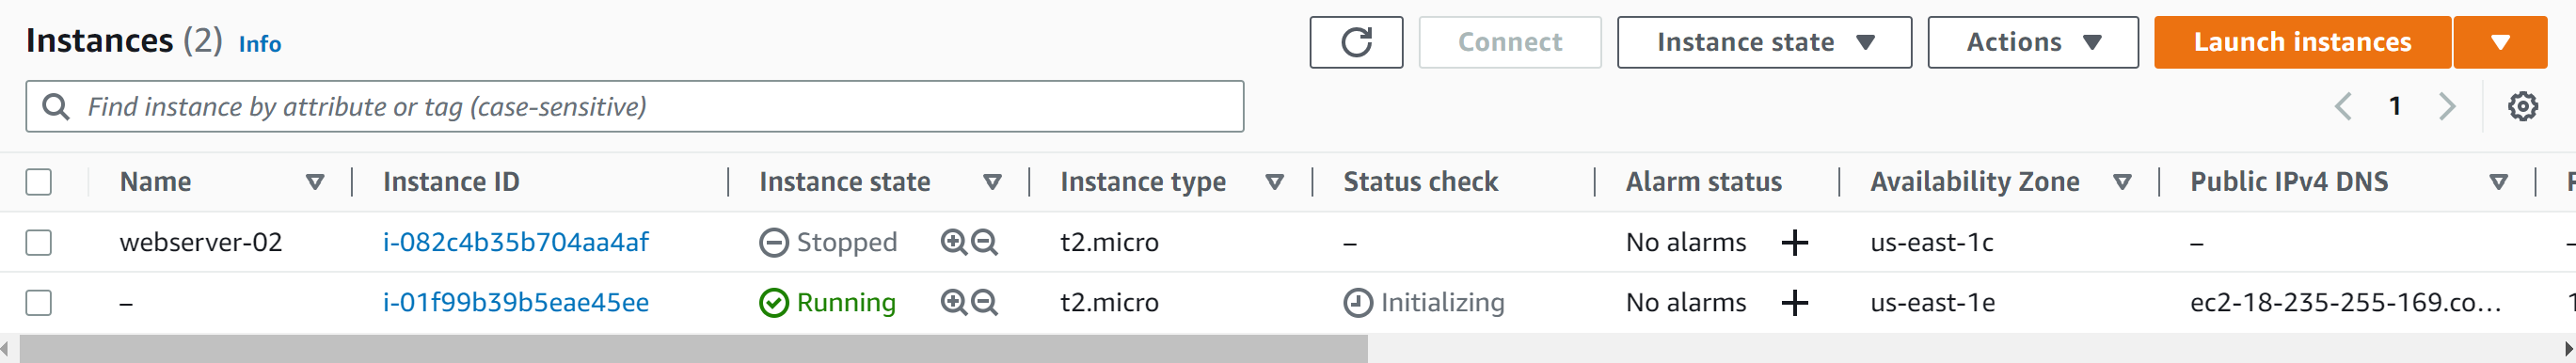 Instances (2) Info Connect Instance state Actions Launch instances
Find instance by attribute or tag (case-sensitive) 1
Name Instance ID Instance state Instance type Status check Alarm status Availability Zone Public IPv4 DNS
webserver-02 i-082c4b35b704aa4af Stopped t2.micro – No alarms + us-east-1c –
– i-01f99b39b5eae45ee Running t2.micro Initializing No alarms + us-east-1e ec2-18-235-255-169.co...